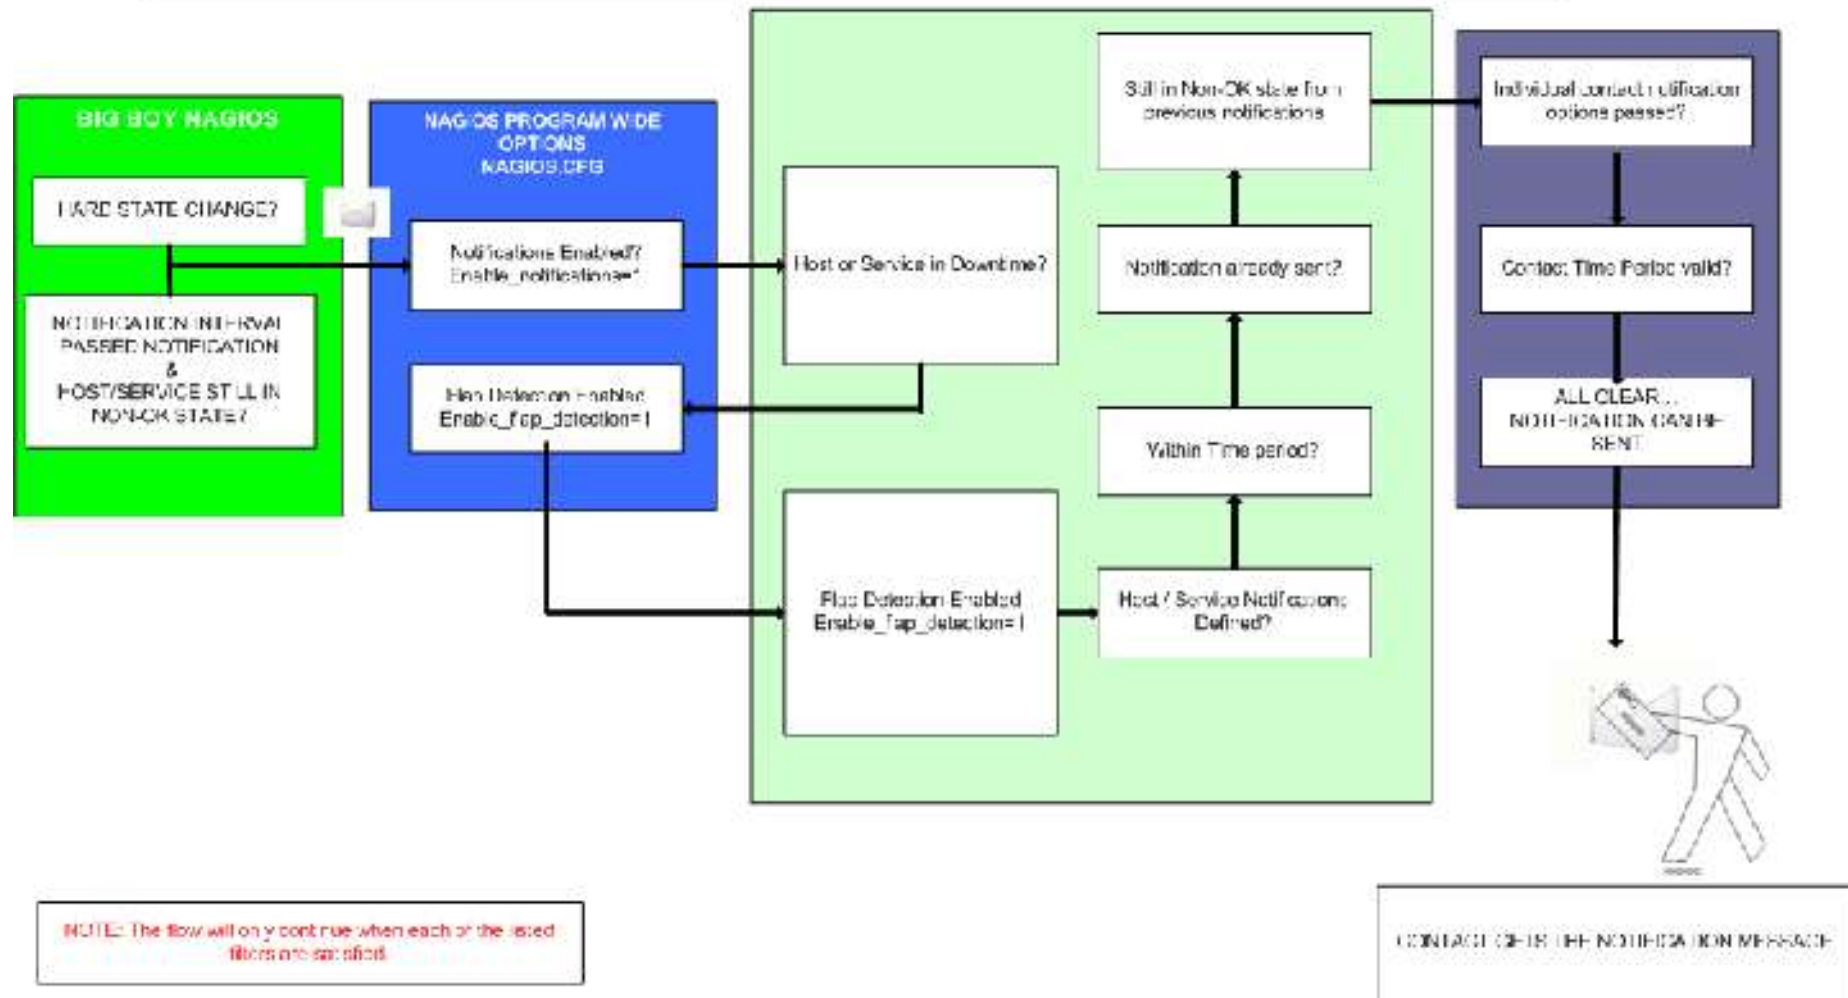 BIG BOY NAGIOS
HARD STATE CHANGE?
NOTIFICATION INTERVAL
PASSED NOTIFICATION
&
HOST/SERVICE STILL IN
NON-OK STATE?
NAGIOS PROGRAM WIDE
OPTIONS
NAGIOS.CFG
Notifications Enabled?
Enable_notifications=1
Flap Detection Enabled
Enable_flap_detection=1
Host or Service in Downtime?
Flap Detection Enabled
Enable_flap_detection=1
Host / Service Notifications
Defined?
Within Time period?
Notification already sent?
Still in Non-OK state from
previous notifications
Individual contact notification
options passed?
Contact Time Period valid?
ALL CLEAR...
NOTIFICATION CAN BE
SENT
NOTE: The flow will only continue when each of the listed
filters are satisfied.
CONTACT GETS THE NOTIFICATION MESSAGE